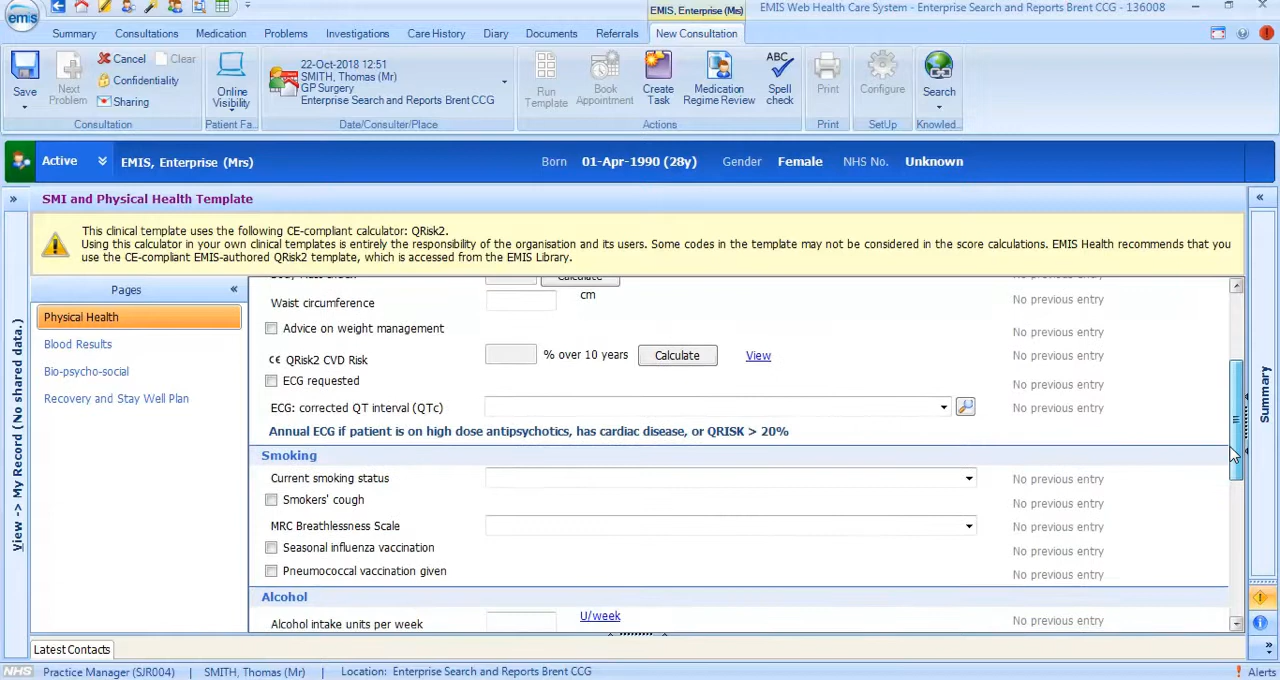 emis
EMIS, Enterprise (Mrs)
EMIS Web Health Care System - Enterprise Search and Reports Brent CCG - 136008
Summary
Consultations
Medication
Problems
Investigations
Care History
Diary
Documents
Referrals
New Consultation
Save
Next Problem
Cancel
Clear
Confidentiality
Sharing
Consultation
Online Visibility
Patient Fa...
22-Oct-2018 12:51
SMITH, Thomas (Mr)
GP Surgery
Enterprise Search and Reports Brent CCG
Date/Consulter/Place
Run Template
Book Appointment
Create Task
Medication Regime Review
ABC
Spell check
Actions
Print
Print
Configure
SetUp
Search
Knowled...
Active
EMIS, Enterprise (Mrs)
Born 01-Apr-1990 (28y)
Gender Female
NHS No. Unknown
SMI and Physical Health Template
This clinical template uses the following CE-compliant calculator: QRisk2.
Using this calculator in your own clinical templates is entirely the responsibility of the organisation and its users. Some codes in the template may not be considered in the score calculations. EMIS Health recommends that you
use the CE-compliant EMIS-authored QRisk2 template, which is accessed from the EMIS Library.
View -> My Record (No shared data.)
Pages
Physical Health
Blood Results
Bio-psycho-social
Recovery and Stay Well Plan
Calculate
Waist circumference cm No previous entry
Advice on weight management No previous entry
CE QRisk2 CVD Risk % over 10 years Calculate View No previous entry
ECG requested No previous entry
ECG: corrected QT interval (QTc) No previous entry
Annual ECG if patient is on high dose antipsychotics, has cardiac disease, or QRISK > 20%
Smoking
Current smoking status No previous entry
Smokers' cough No previous entry
MRC Breathlessness Scale No previous entry
Seasonal influenza vaccination No previous entry
Pneumococcal vaccination given No previous entry
Alcohol
Alcohol intake units per week U/week No previous entry
Summary
Latest Contacts
NHS Practice Manager (SJR004) SMITH, Thomas (Mr) Location: Enterprise Search and Reports Brent CCG
Alerts